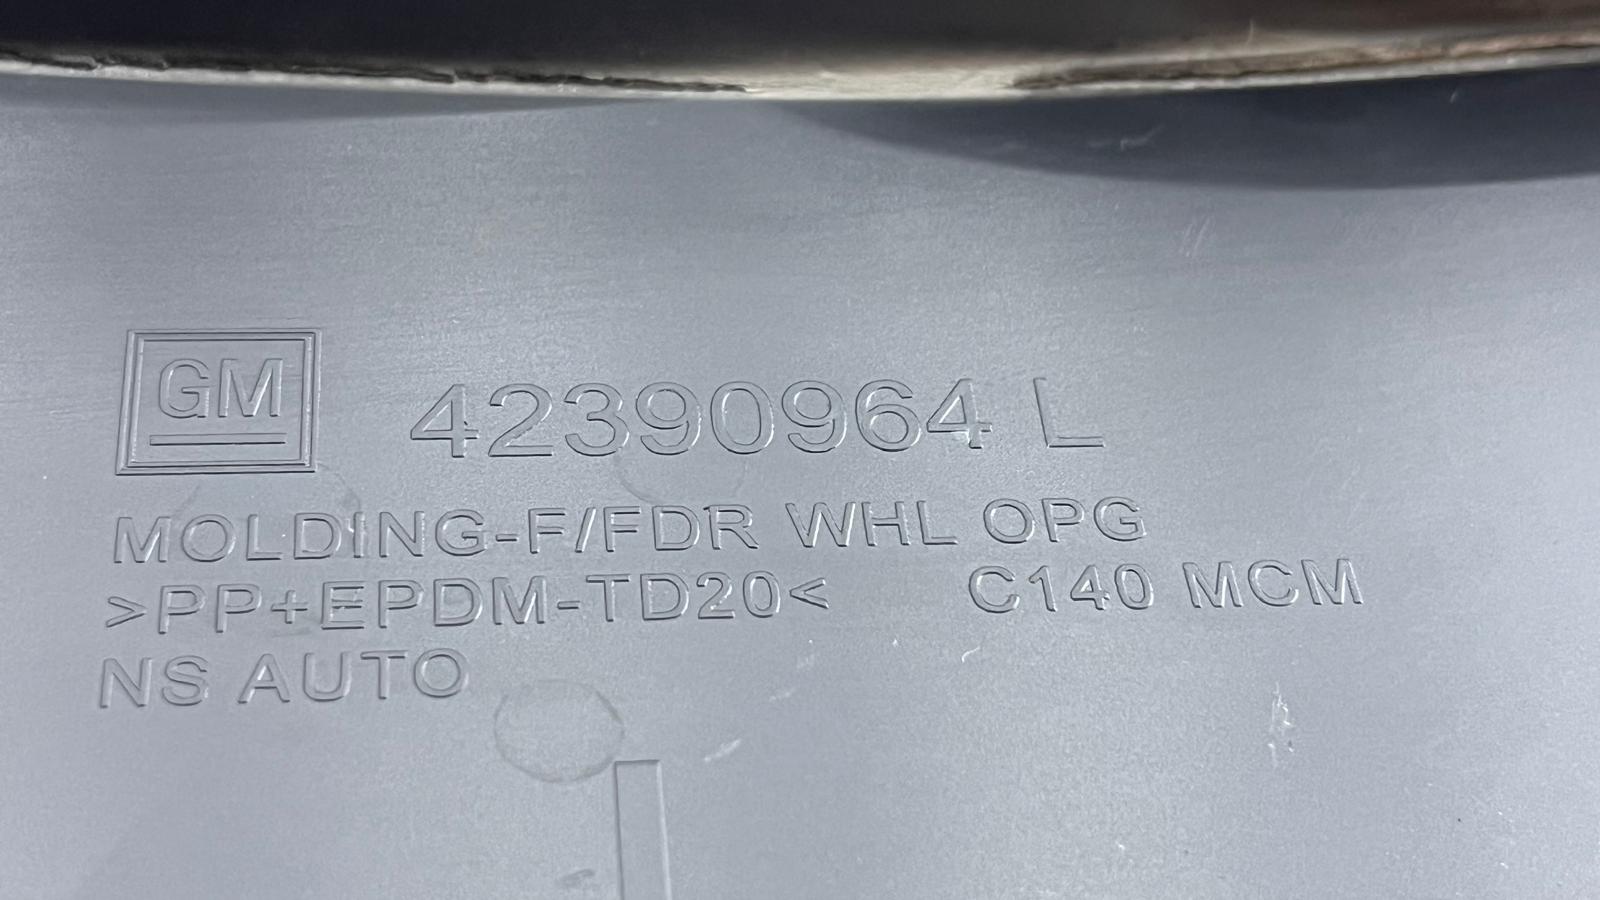 GM 42390964 L
MOLDING-F/FDR WHL OPG
>PP+EPDM-TD20< C140 MCM
NS AUTO